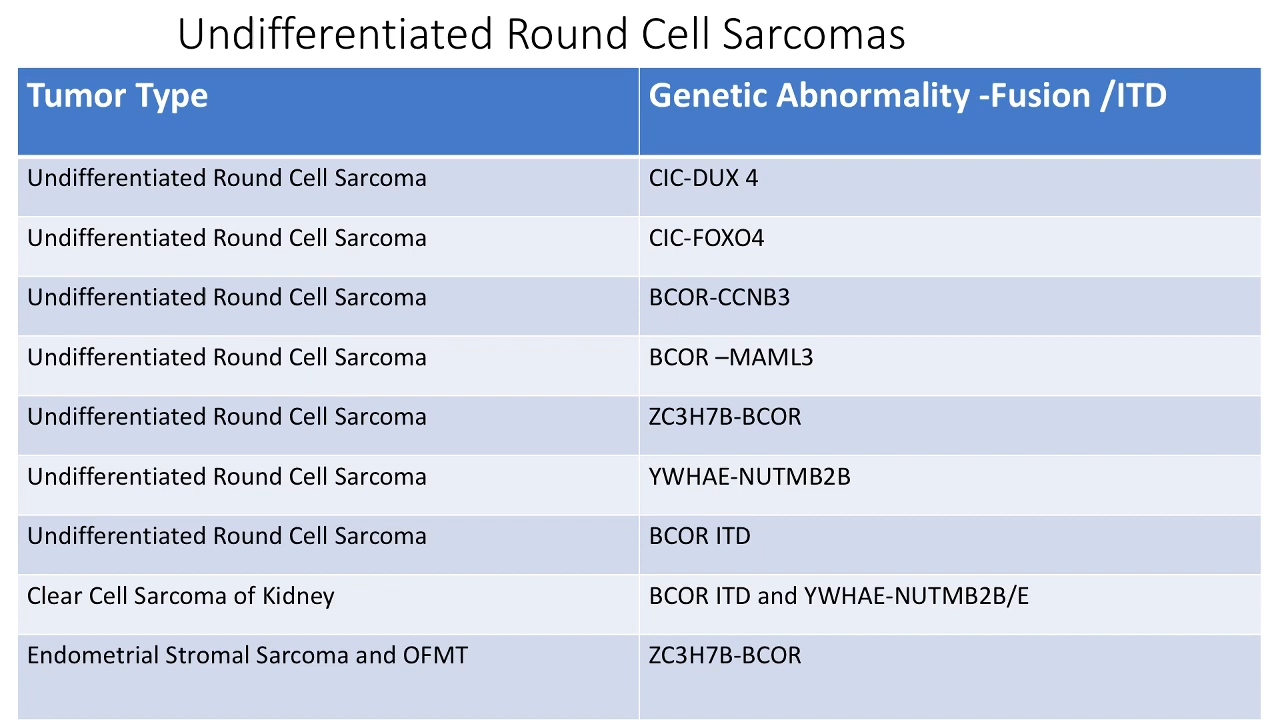 Undifferentiated Round Cell Sarcomas
Tumor Type Genetic Abnormality -Fusion /ITD
Undifferentiated Round Cell Sarcoma CIC-DUX 4
Undifferentiated Round Cell Sarcoma CIC-FOXO4
Undifferentiated Round Cell Sarcoma BCOR-CCNB3
Undifferentiated Round Cell Sarcoma BCOR –MAML3
Undifferentiated Round Cell Sarcoma ZC3H7B-BCOR
Undifferentiated Round Cell Sarcoma YWHAE-NUTMB2B
Undifferentiated Round Cell Sarcoma BCOR ITD
Clear Cell Sarcoma of Kidney BCOR ITD and YWHAE-NUTMB2B/E
Endometrial Stromal Sarcoma and OFMT ZC3H7B-BCOR